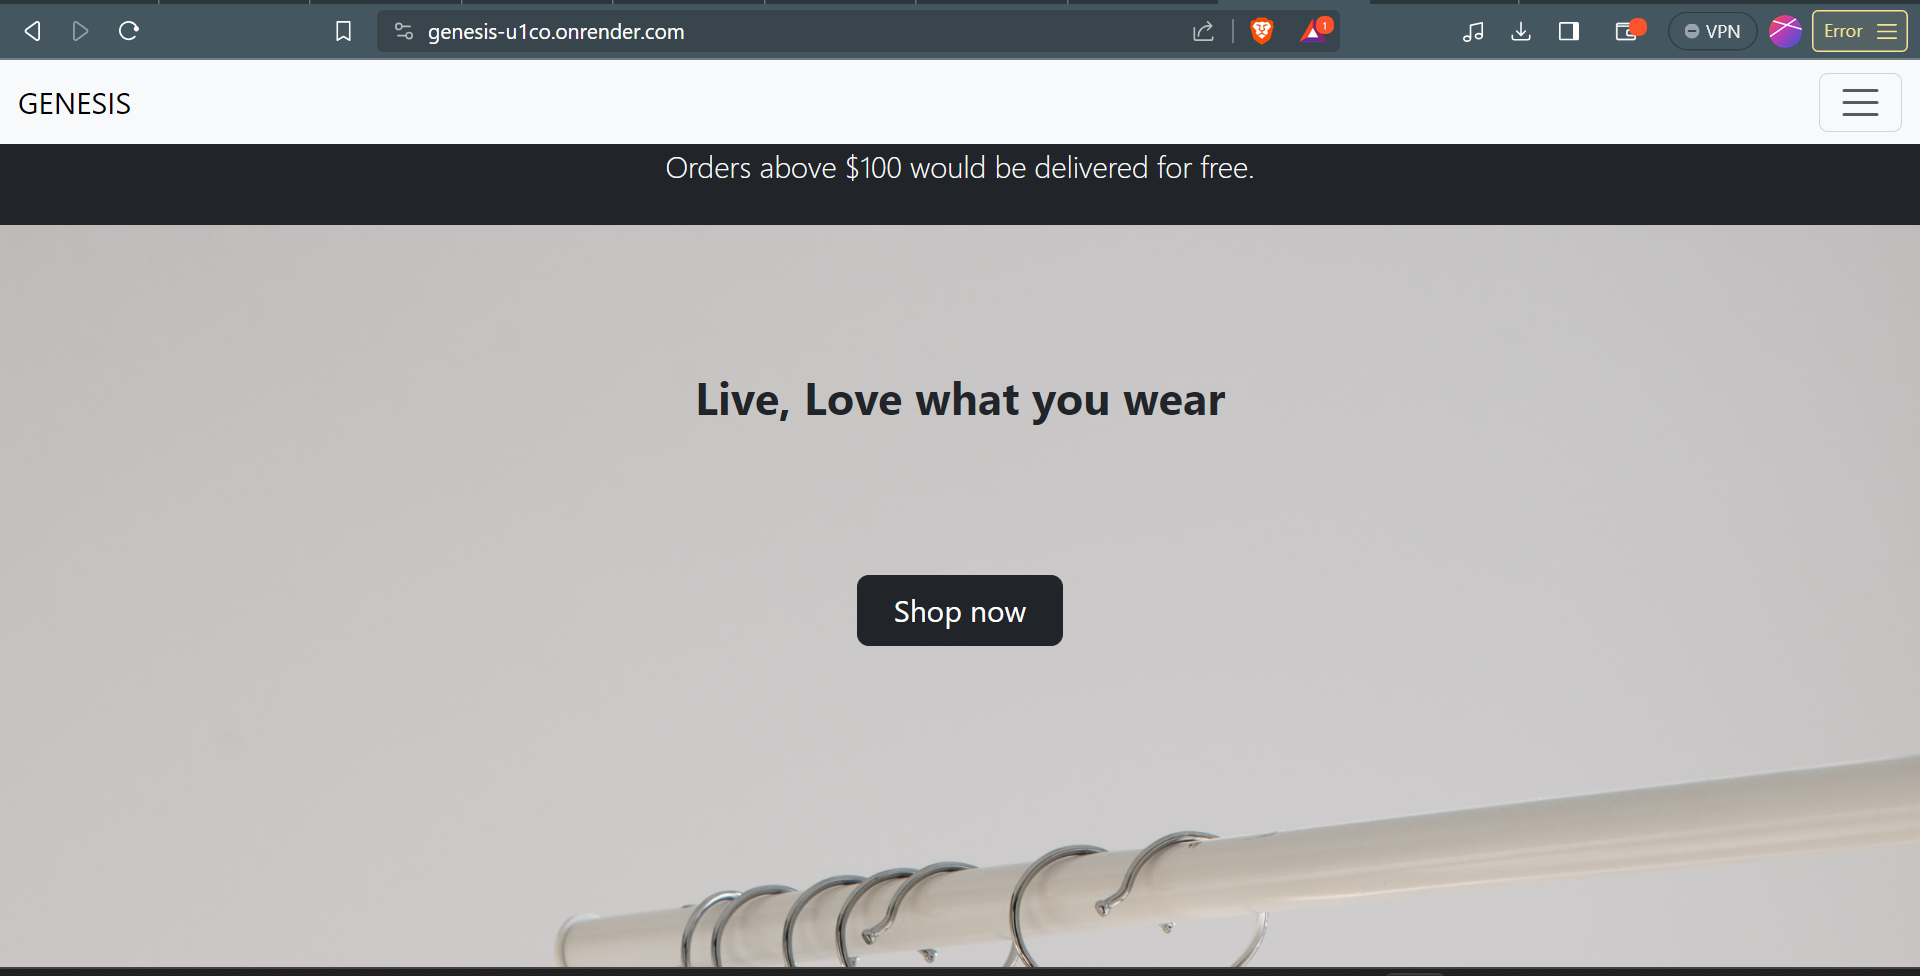 genesis-u1co.onrender.com
1
VPN
Error
GENESIS
Orders above $100 would be delivered for free.
Live, Love what you wear
Shop now